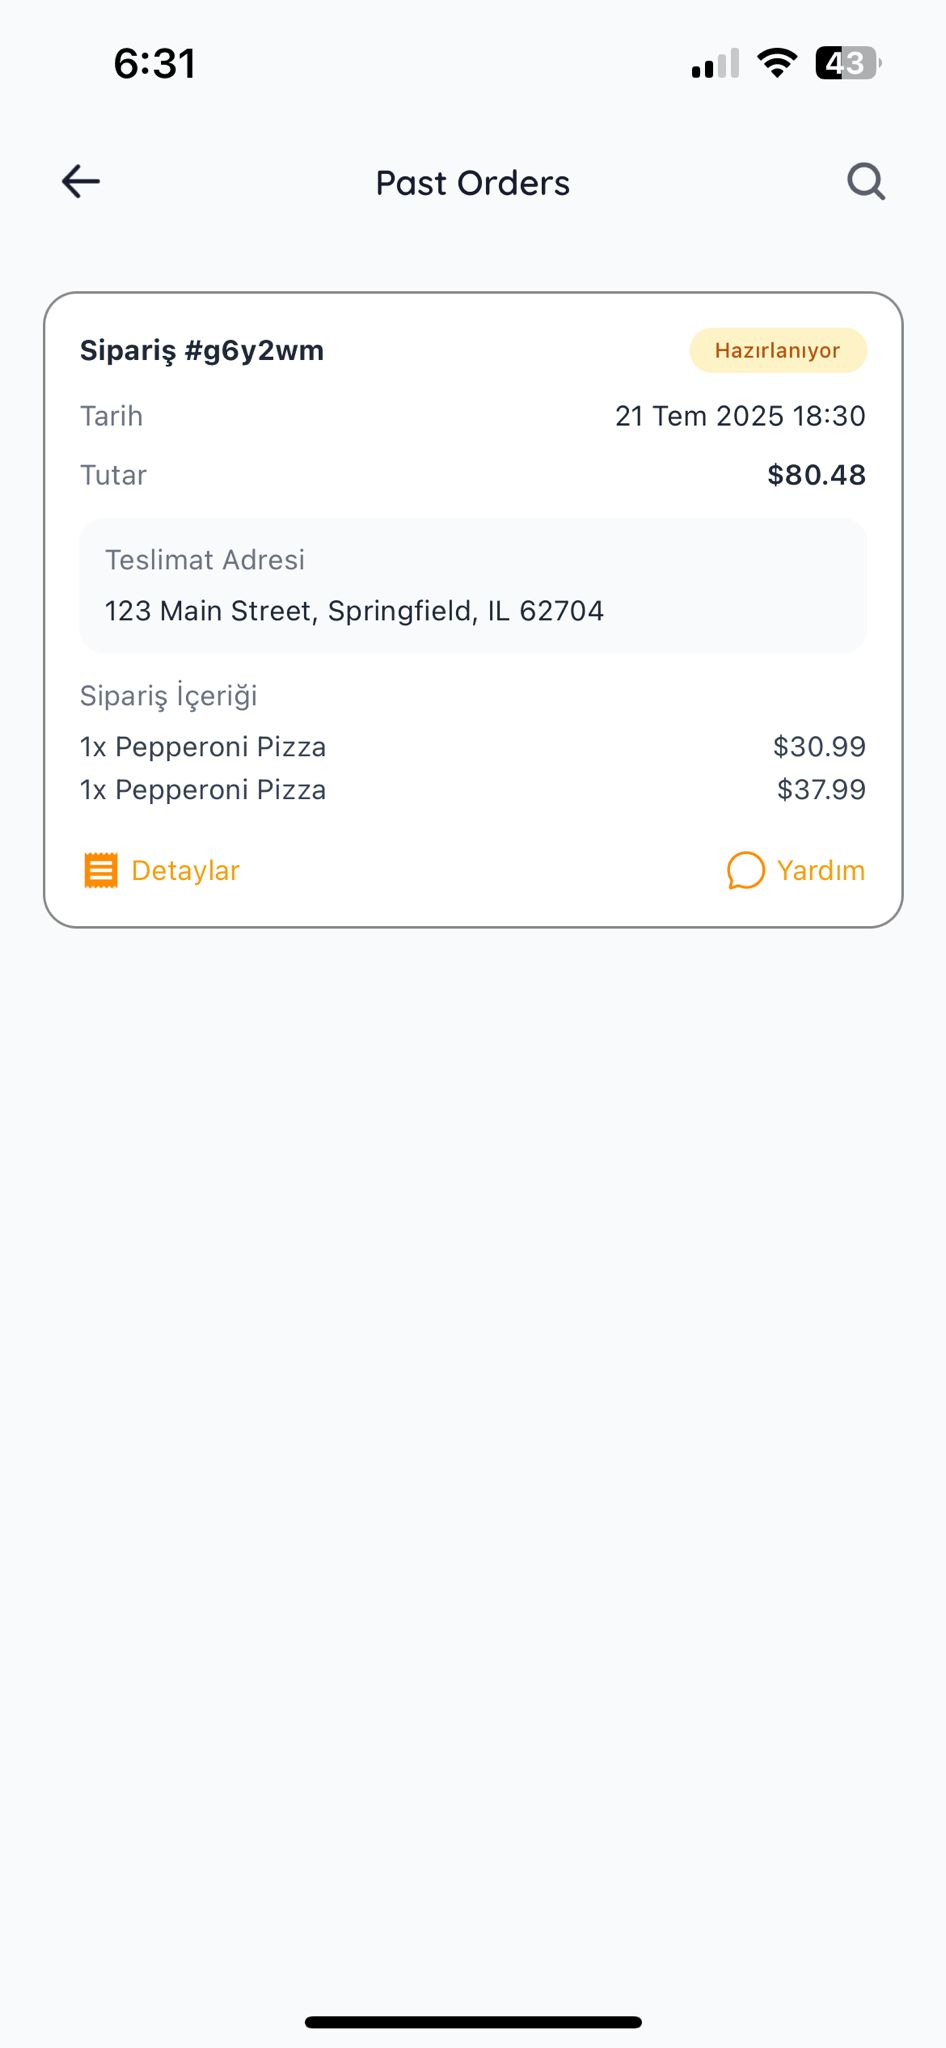 6:31
43
Past Orders
Sipariş #g6y2wm
Hazırlanıyor
Tarih
21 Tem 2025 18:30
Tutar
$80.48
Teslimat Adresi
123 Main Street, Springfield, IL 62704
Sipariş İçeriği
1x Pepperoni Pizza
$30.99
1x Pepperoni Pizza
$37.99
Detaylar
Yardım